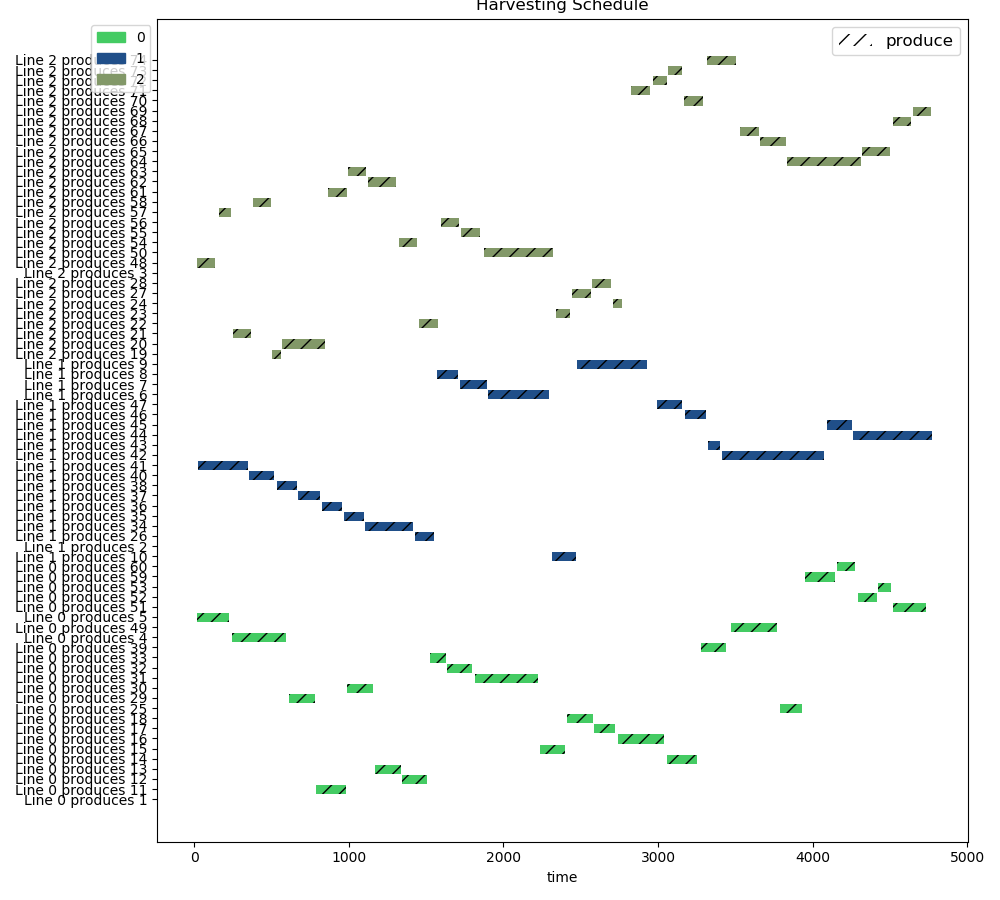 Harvesting Schedule
0
1
2
produce
Line 2 produces
Line 2 produces 73
Line 2 produces
Line 2 produces 71
Line 2 produces 70
Line 2 produces 69
Line 2 produces 68
Line 2 produces 67
Line 2 produces 66
Line 2 produces 65
Line 2 produces 64
Line 2 produces 63
Line 2 produces 62
Line 2 produces 61
Line 2 produces 58
Line 2 produces 57
Line 2 produces 56
Line 2 produces 55
Line 2 produces 54
Line 2 produces 50
Line 2 produces 48
Line 2 produces 3
Line 2 produces 28
Line 2 produces 27
Line 2 produces 24
Line 2 produces 23
Line 2 produces 22
Line 2 produces 21
Line 2 produces 20
Line 2 produces 19
Line 1 produces 9
Line 1 produces 8
Line 1 produces 7
Line 1 produces 6
Line 1 produces 47
Line 1 produces 46
Line 1 produces 45
Line 1 produces 44
Line 1 produces 43
Line 1 produces 42
Line 1 produces 41
Line 1 produces 40
Line 1 produces 38
Line 1 produces 37
Line 1 produces 36
Line 1 produces 35
Line 1 produces 34
Line 1 produces 26
Line 1 produces 2
Line 1 produces 10
Line 0 produces 60
Line 0 produces 59
Line 0 produces 53
Line 0 produces 52
Line 0 produces 51
Line 0 produces 5
Line 0 produces 49
Line 0 produces 4
Line 0 produces 39
Line 0 produces 33
Line 0 produces 32
Line 0 produces 31
Line 0 produces 30
Line 0 produces 29
Line 0 produces 25
Line 0 produces 18
Line 0 produces 17
Line 0 produces 16
Line 0 produces 15
Line 0 produces 14
Line 0 produces 13
Line 0 produces 12
Line 0 produces 11
Line 0 produces 1
0 1000 2000 3000 4000 5000
time